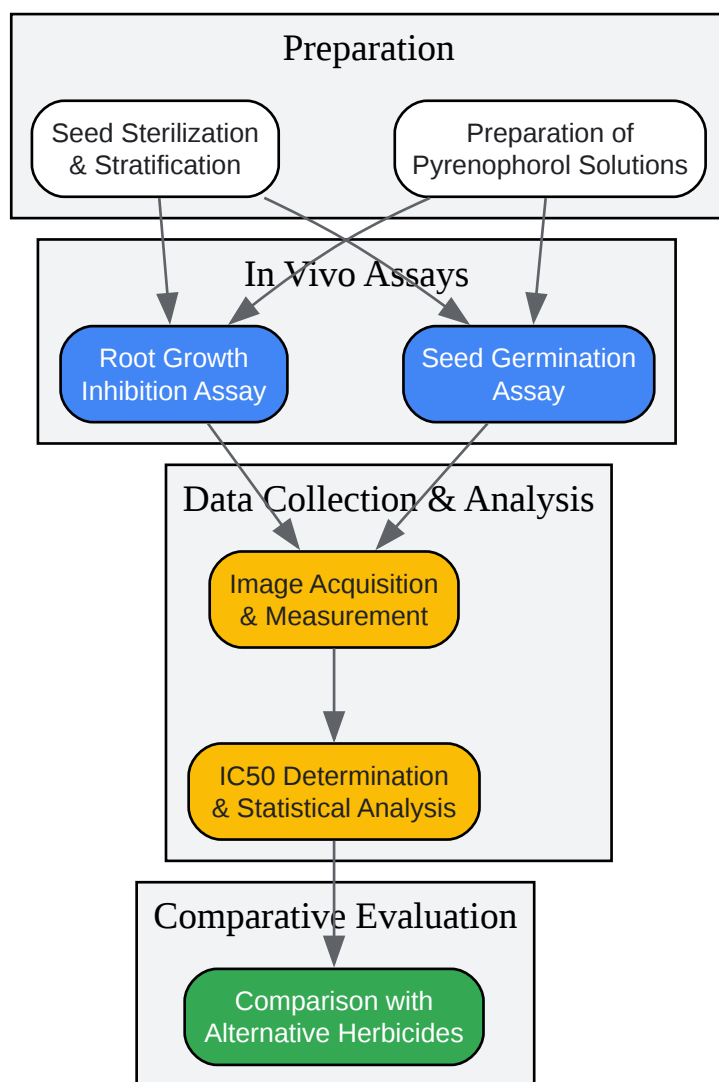 Preparation
Seed Sterilization
& Stratification
Preparation of
Pyrenophorol Solutions
In Vivo Assays
Root Growth
Inhibition Assay
Seed Germination
Assay
Data Collection & Analysis
Image Acquisition
& Measurement
IC50 Determination
& Statistical Analysis
Comparative Evaluation
Comparison with
Alternative Herbicides